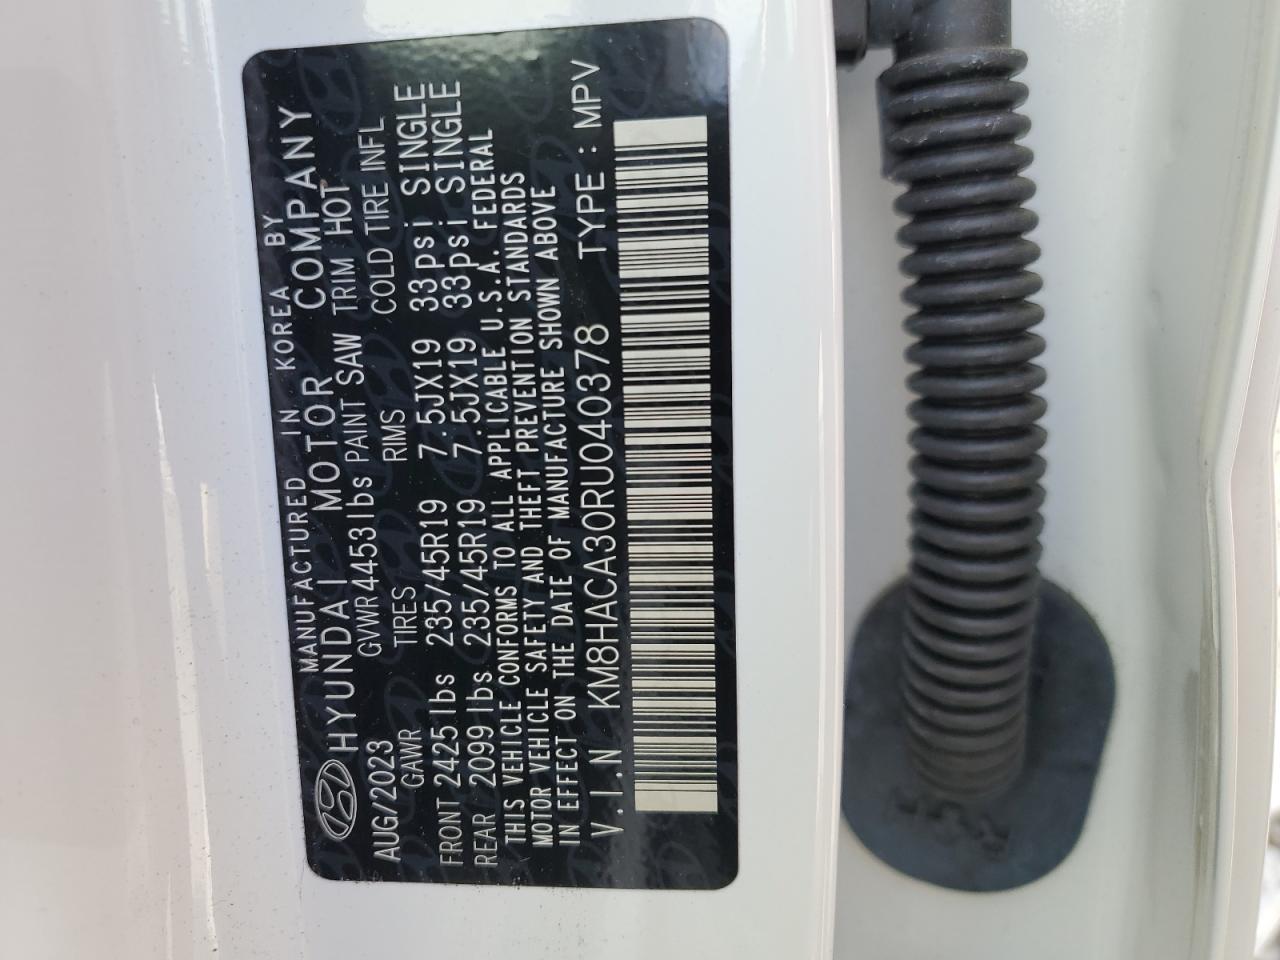 MANUFACTURED IN KOREA BY
HYUNDAI MOTOR COMPANY
AUG/2023 GVWR 4453lbs PAINT SAW TRIM HOT
GAWR TIRES RIMS COLD TIRE INFL
FRONT 2425lbs 235/45R19 7.5JX19 33psi SINGLE
REAR 2099lbs 235/45R19 7.5JX19 33psi SINGLE
THIS VEHICLE CONFORMS TO ALL APPLICABLE U.S.A. FEDERAL
MOTOR VEHICLE SAFETY AND THEFT PREVENTION STANDARDS
IN EFFECT ON THE DATE OF MANUFACTURE SHOWN ABOVE
V.I.N KM8HACA30RU040378 TYPE : MPV